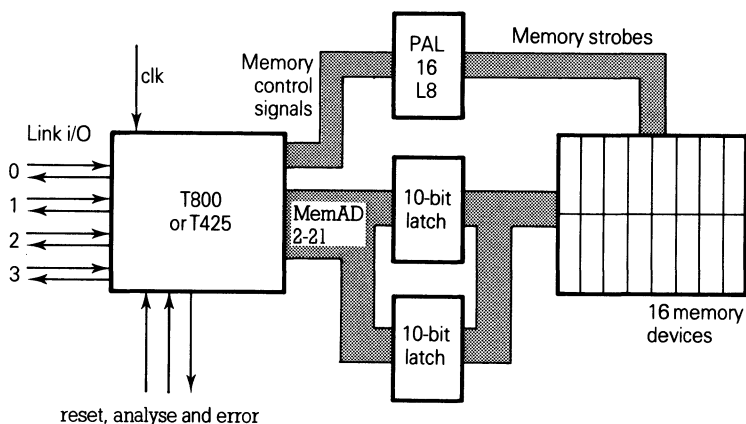 clk
Memory
control
signals
PAL
16
L8
Memory strobes
Link i/O
0
1
2
3
T800
or T425
MemAD
2-21
10-bit
latch
10-bit
latch
16 memory
devices
reset, analyse and error